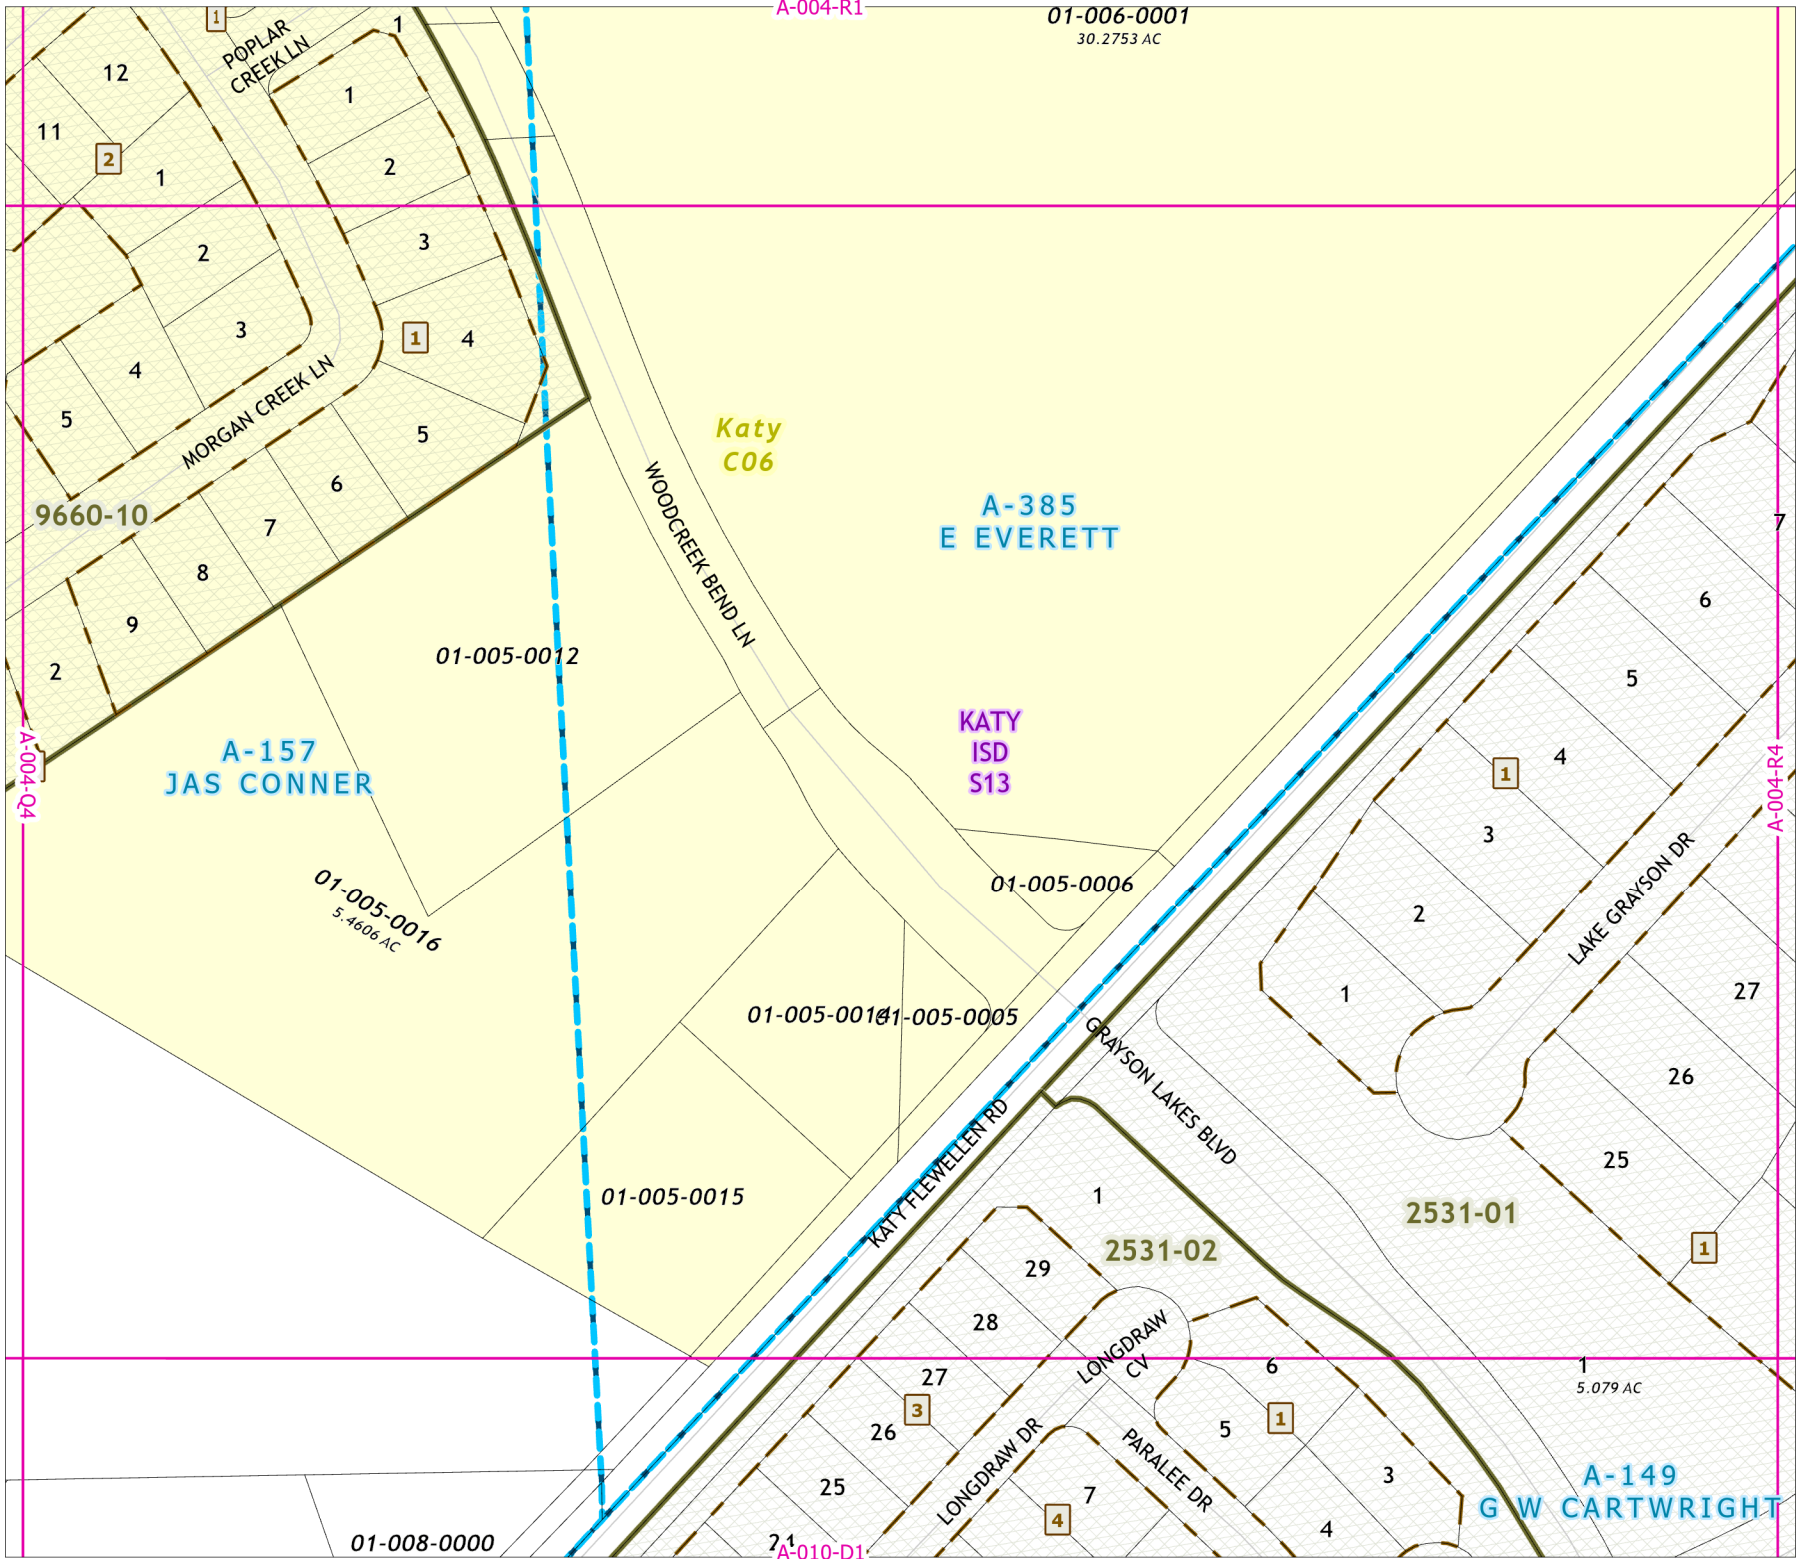 A-004-R1
01-006-0001
30.2753 AC
1
POPLAR
CREEK LN
1
12
1
11
2
1
2
2
3
3
1
4
4
5
MORGAN CREEK LN
5
6
9660-10
7
8
9
2
Katy
C06
A-385
E EVERETT
WOODCREEK BEND LN
01-005-0012
KATY
ISD
S13
A-157
JAS CONNER
A-004-Q4
A-004-R4
01-005-0016
5.4606 AC
01-005-0006
01-005-0014
01-005-0005
01-005-0015
KATY FLEWELLEN RD
GRAYSON LAKES BLVD
LAKE GRAYSON DR
7
6
5
4
1
3
2
1
27
26
25
1
2531-01
1
2531-02
29
28
27
3
26
25
24
LONGDRAW
CV
LONGDRAW DR
PARALEE DR
6
5
1
3
4
7
4
1
5.079 AC
A-149
G W CARTWRIGHT
01-008-0000
A-010-D1